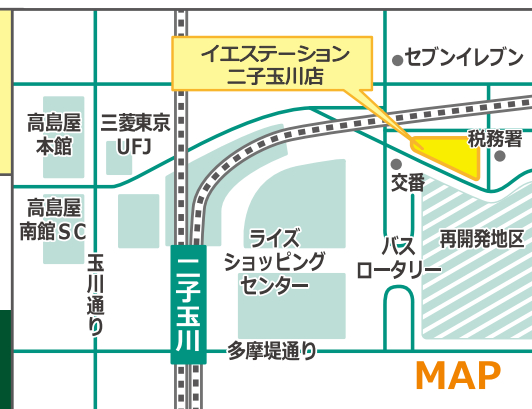 イエステーション
二子玉川店
セブンイレブン
高島屋
本館
三菱東京
UFJ
税務署
交番
高島屋
南館SC
玉川通り
二子玉川
ライズ
ショッピング
センター
バス
ロータリー
再開発地区
多摩堤通り
MAP